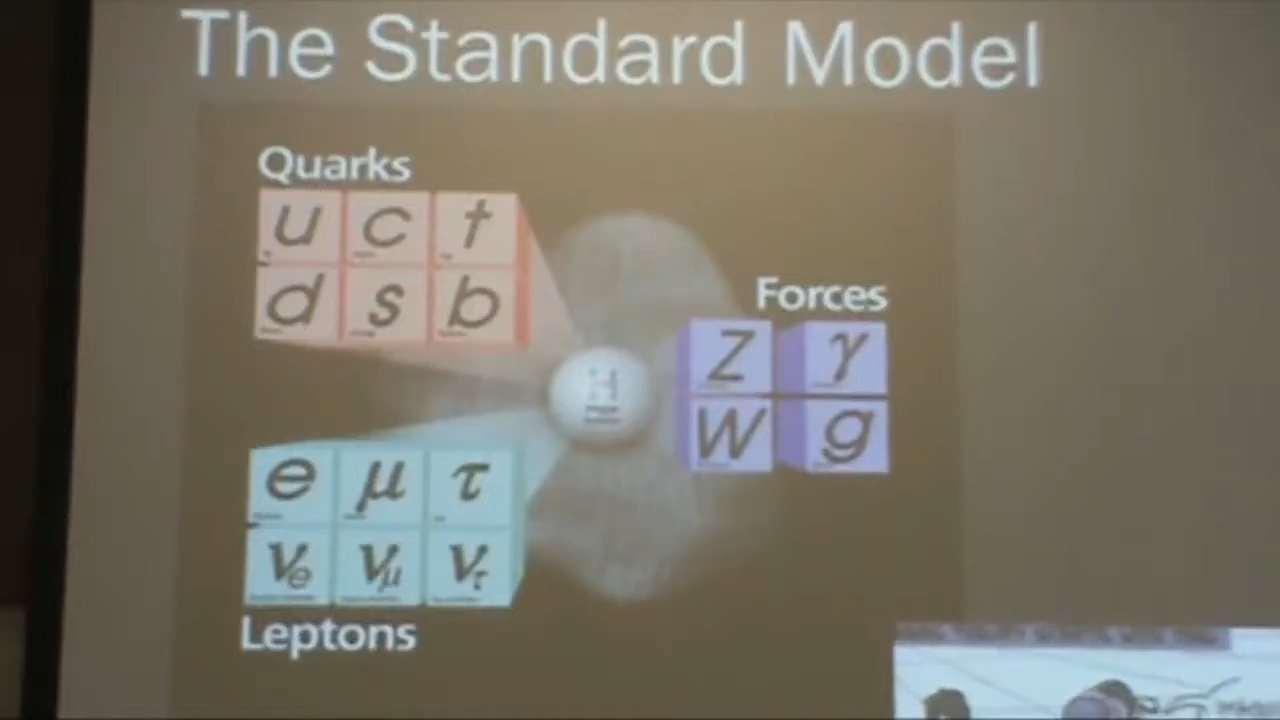 The Standard Model
Quarks
u c t
d s b
Forces
Z γ
W g
H
e μ τ
νe νμ ντ
Leptons